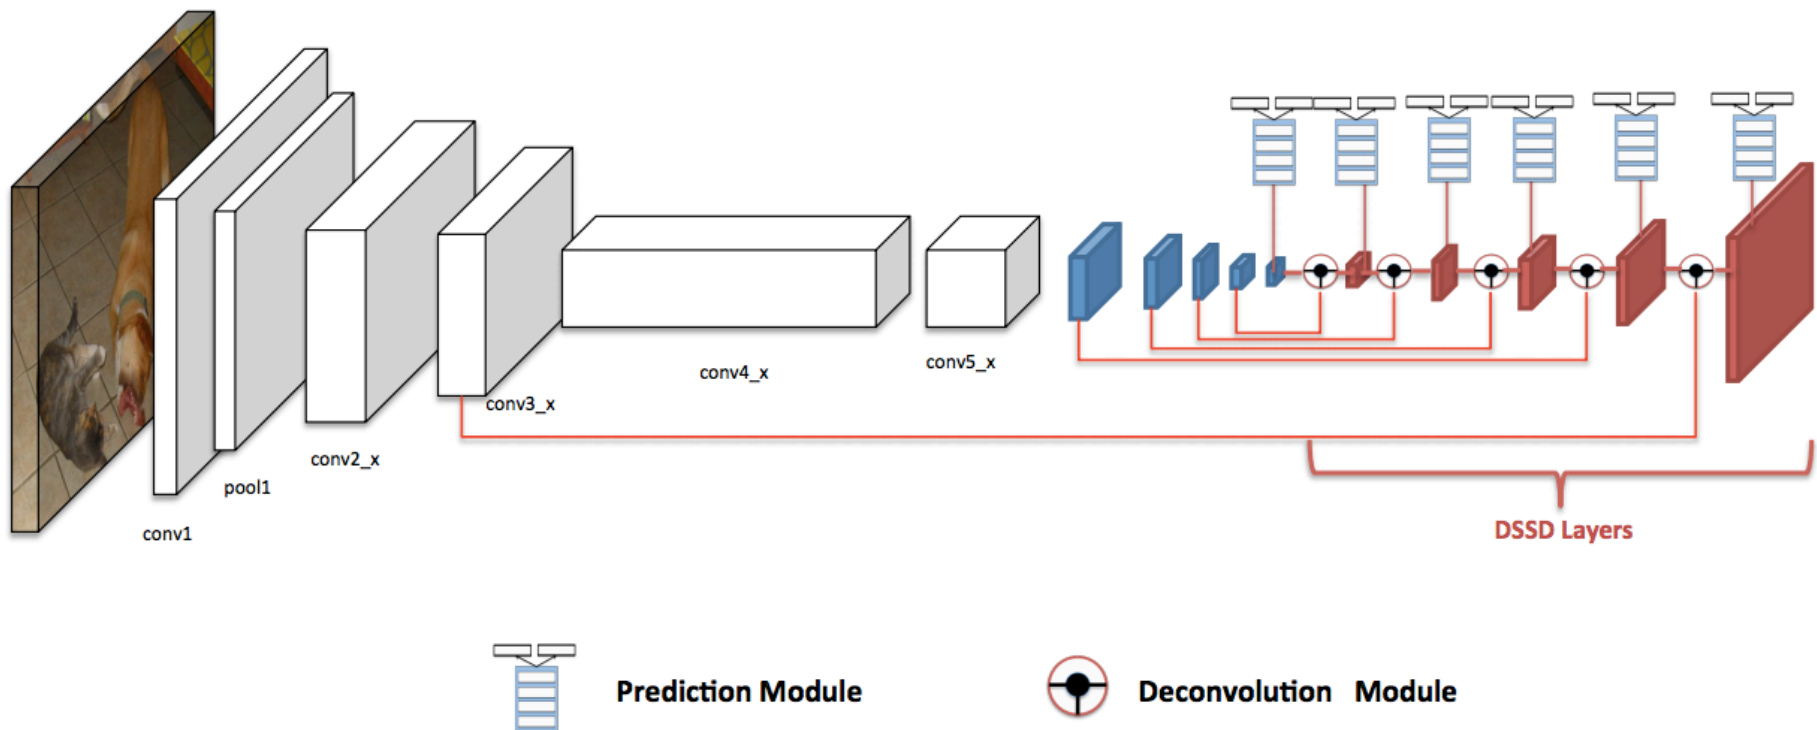 conv1
pool1
conv2_x
conv3_x
conv4_x
conv5_x
DSSD Layers
Prediction Module
Deconvolution Module